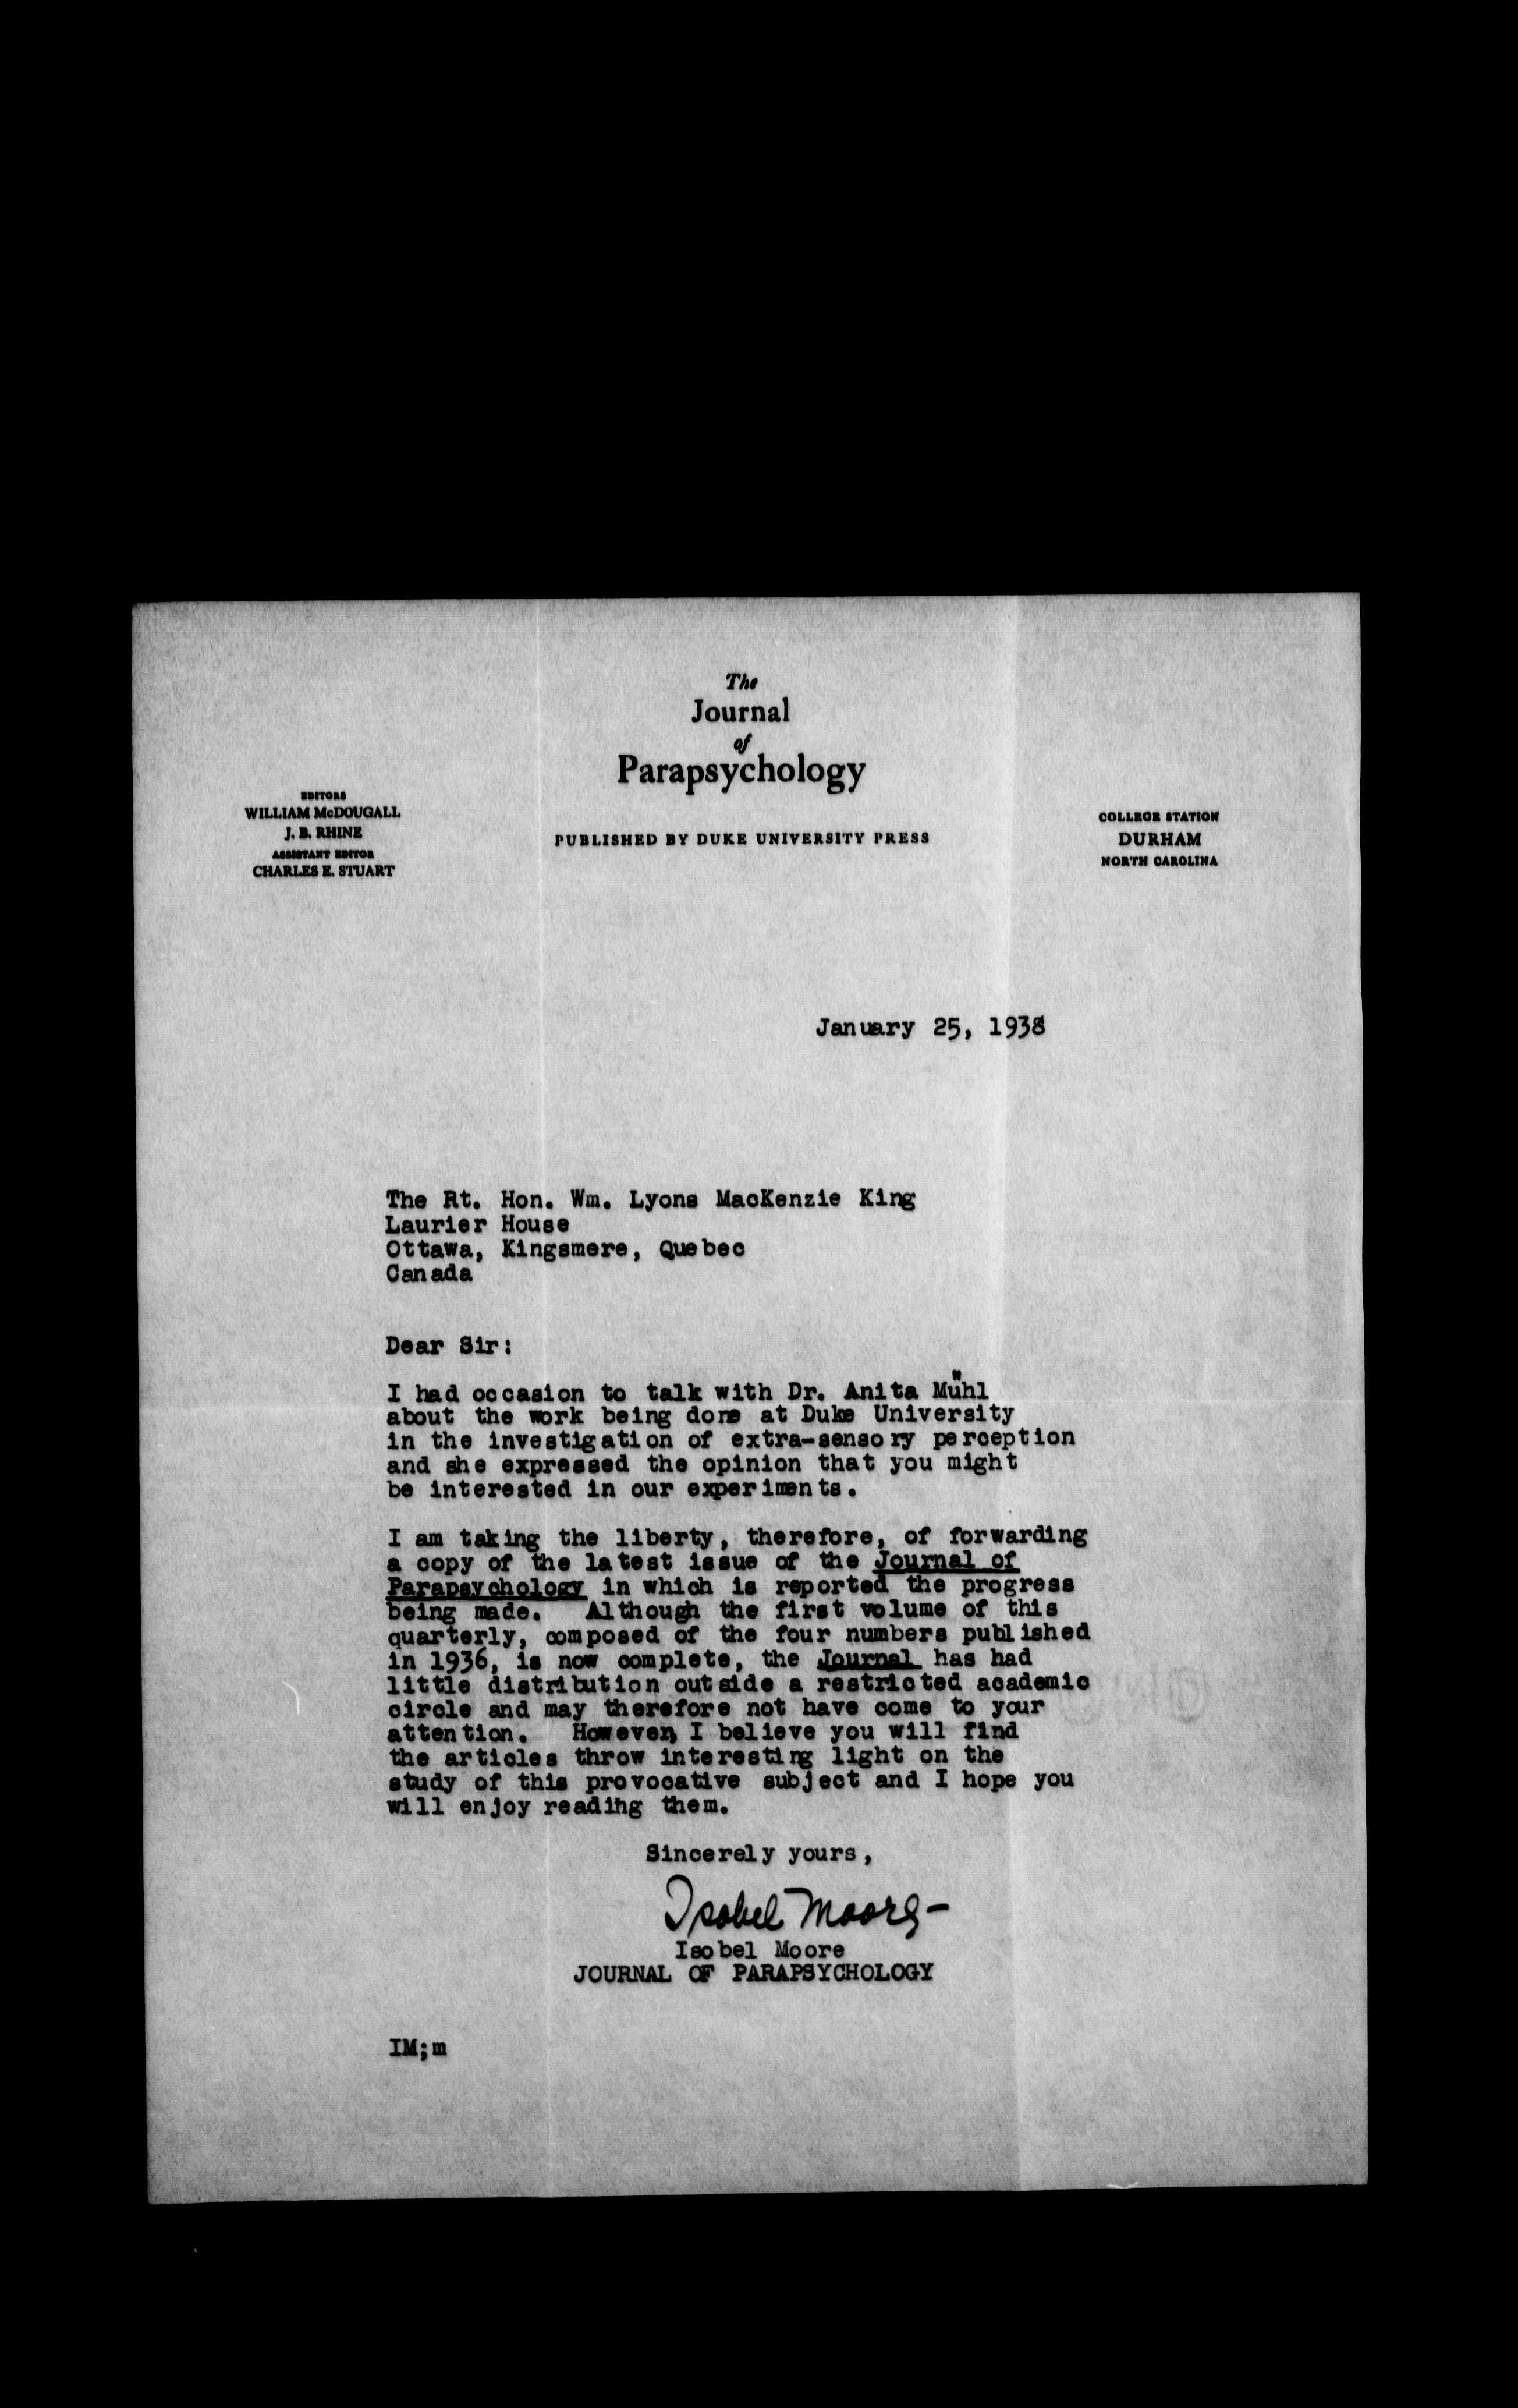 The
Journal
of
Parapsychology
EDITORS
WILLIAM McDOUGALL
J. B. RHINE
ASSISTANT EDITOR
CHARLES E. STUART
PUBLISHED BY DUKE UNIVERSITY PRESS
COLLEGE STATION
DURHAM
NORTH CAROLINA
January 25, 1938
The Rt. Hon. Wm. Lyons MacKenzie King
Laurier House
Ottawa, Kingsmere, Quebec
Canada
Dear Sir:
I had occasion to talk with Dr. Anita Mühl
about the work being done at Duke University
in the investigation of extra-sensory perception
and she expressed the opinion that you might
be interested in our experiments.
I am taking the liberty, therefore, of forwarding
a copy of the latest issue of the Journal of
Parapsychology in which is reported the progress
being made. Although the first volume of this
quarterly, composed of the four numbers published
in 1936, is now complete, the Journal has had
little distribution outside a restricted academic
circle and may therefore not have come to your
attention. However, I believe you will find
the articles throw interesting light on the
study of this provocative subject and I hope you
will enjoy reading them.
Sincerely yours,
Isobel Moore-
Isobel Moore
JOURNAL OF PARAPSYCHOLOGY
IM;m